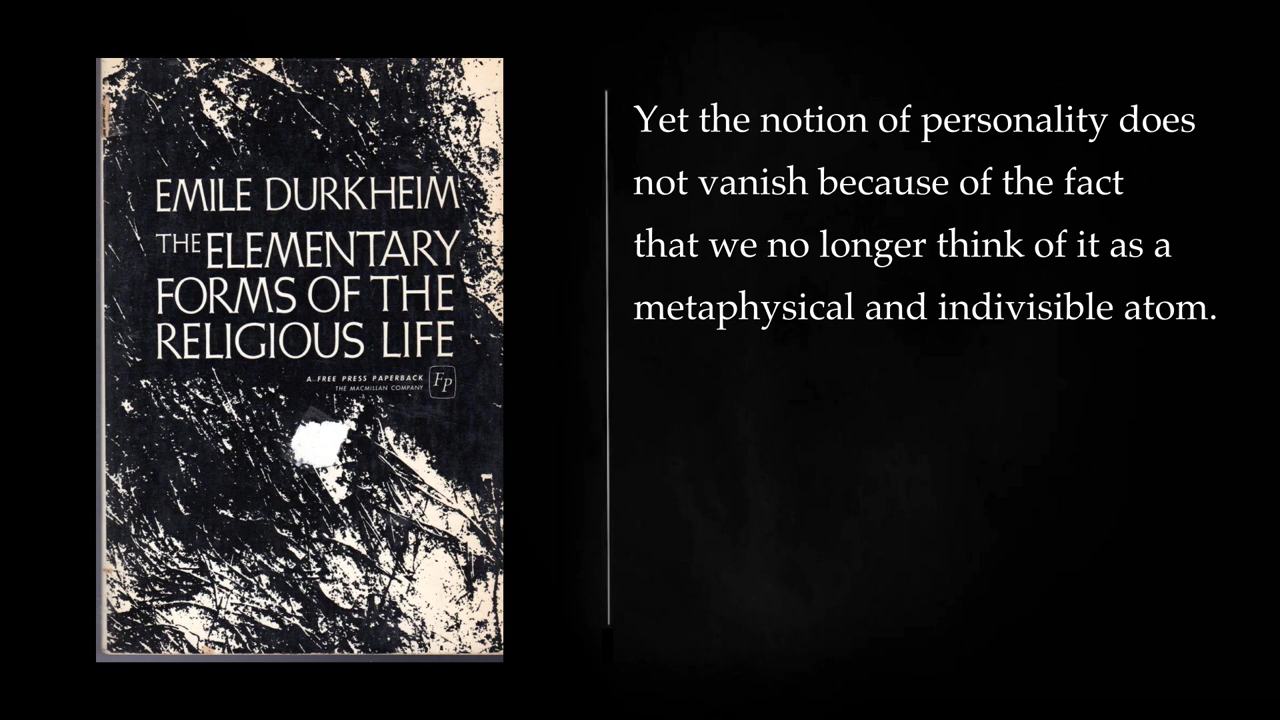 EMILE DURKHEIM
THE ELEMENTARY
FORMS OF THE
RELIGIOUS LIFE
A FREE PRESS PAPERBACK
THE MACMILLAN COMPANY
Fp
Yet the notion of personality does
not vanish because of the fact
that we no longer think of it as a
metaphysical and indivisible atom.